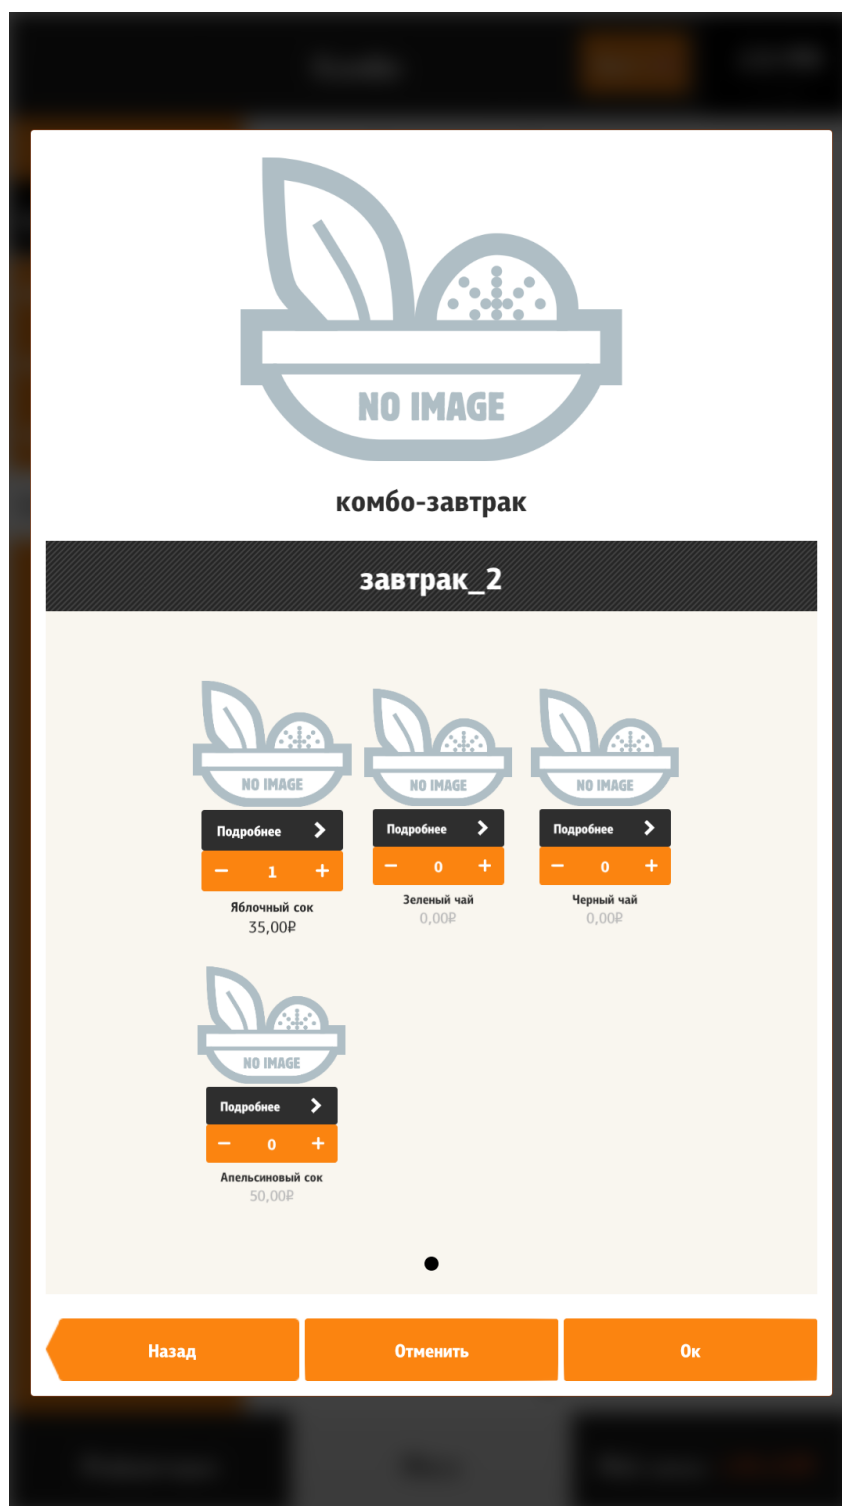 NO IMAGE
комбо-завтрак
завтрак_2
NO IMAGE
NO IMAGE
NO IMAGE
Подробнее
Подробнее
Подробнее
− 1 +
− 0 +
− 0 +
Яблочный сок
35,00₽
Зеленый чай
0,00₽
Черный чай
0,00₽
NO IMAGE
Подробнее
− 0 +
Апельсиновый сок
50,00₽
Назад
Отменить
Ок